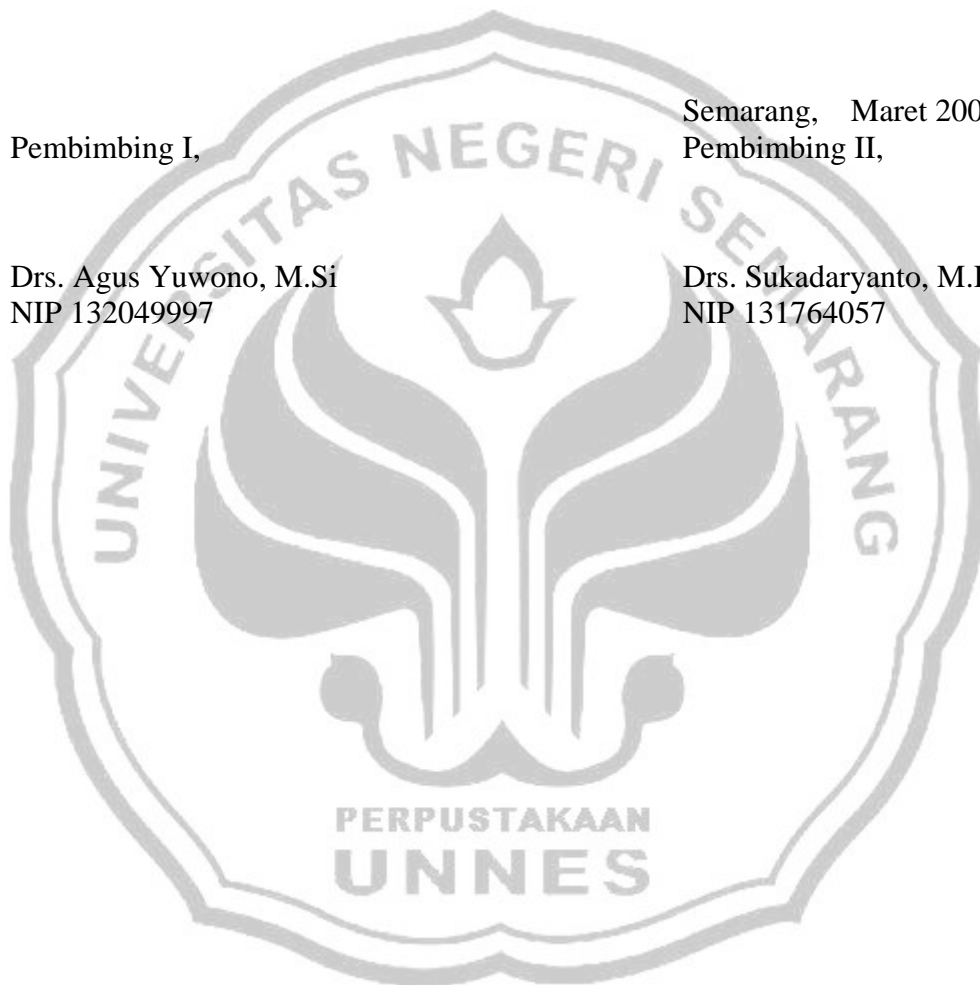 Semarang, Maret 200
Pembimbing I, Pembimbing II,
Drs. Agus Yuwono, M.Si Drs. Sukadaryanto, M.
NIP 132049997 NIP 131764057
UNIVERSITAS NEGERI SEMARANG
PERPUSTAKAAN
UNNES